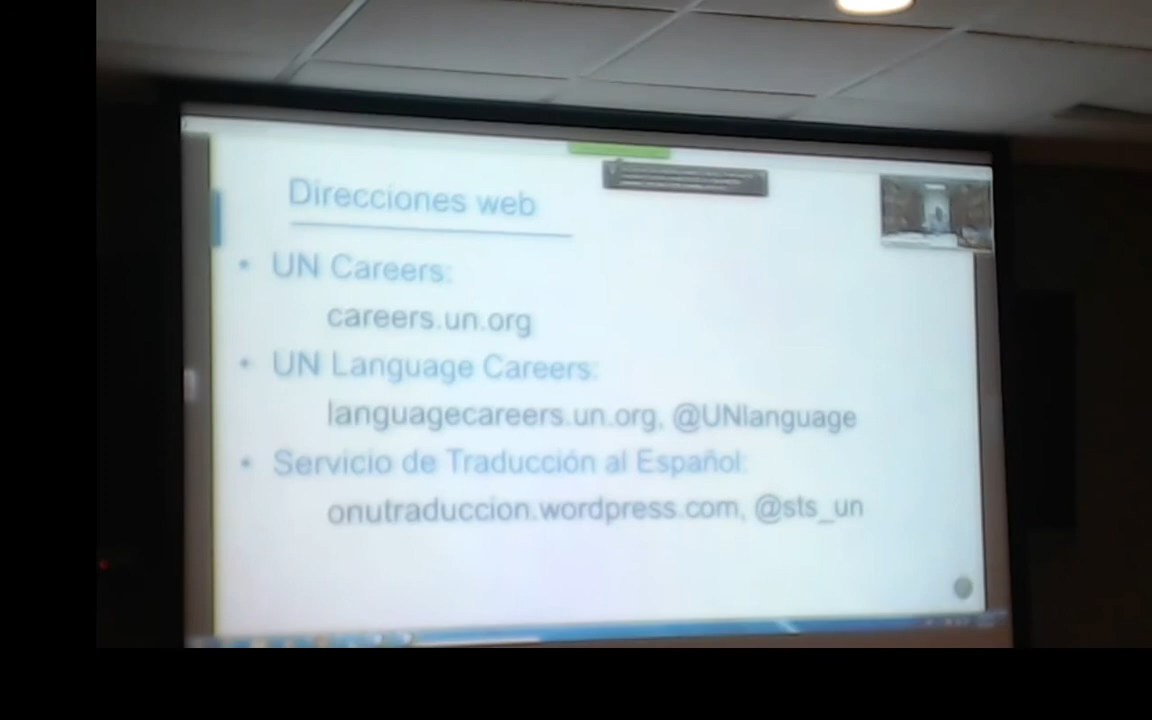 Direcciones web
• UN Careers:
careers.un.org
• UN Language Careers:
languagecareers.un.org, @UNlanguage
• Servicio de Traducción al Español:
onutraduccion.wordpress.com, @sts_un